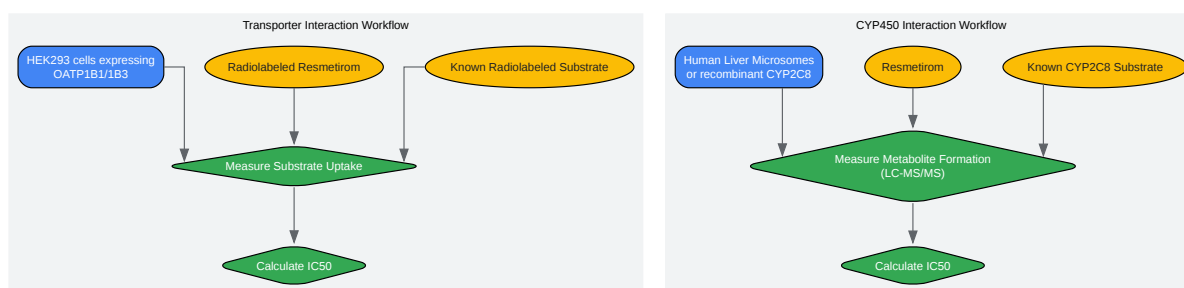 Transporter Interaction Workflow
HEK293 cells expressing
OATP1B1/1B3
Radiolabeled Resmetirom
Known Radiolabeled Substrate
Measure Substrate Uptake
Calculate IC50
CYP450 Interaction Workflow
Human Liver Microsomes
or recombinant CYP2C8
Resmetirom
Known CYP2C8 Substrate
Measure Metabolite Formation
(LC-MS/MS)
Calculate IC50